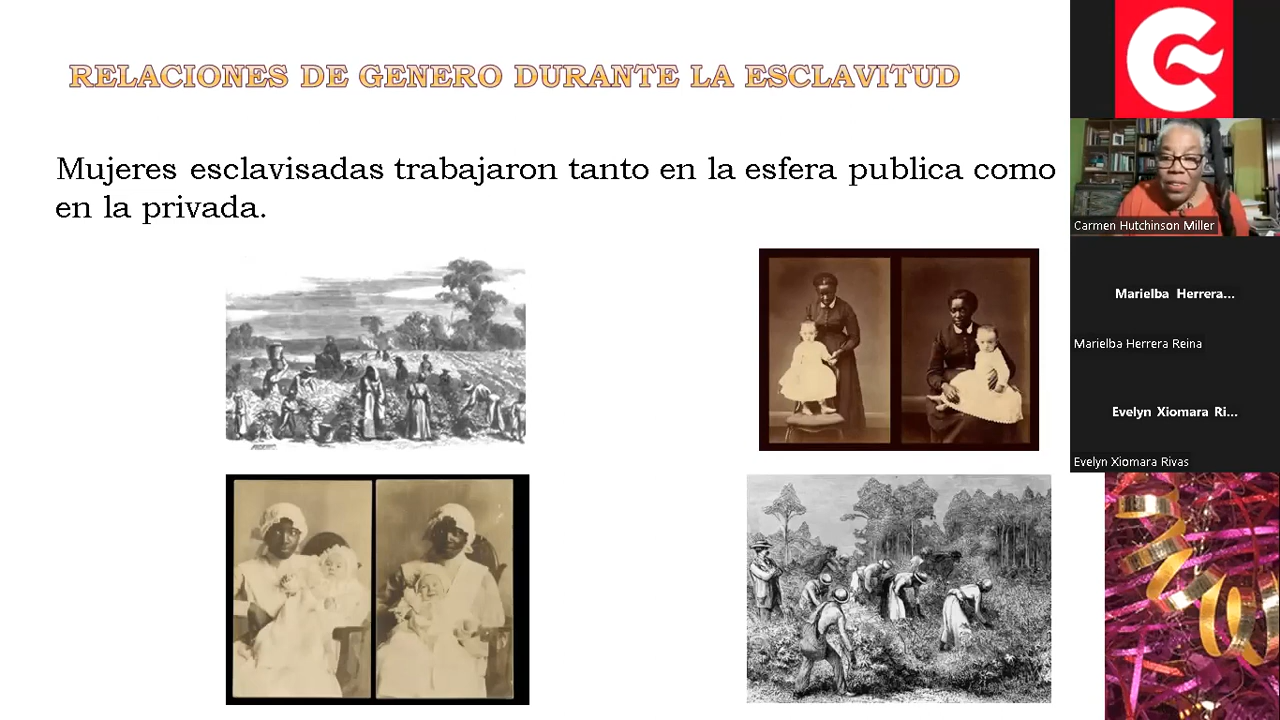 RELACIONES DE GENERO DURANTE LA ESCLAVITUD
Mujeres esclavisadas trabajaron tanto en la esfera publica como
en la privada.
Carmen Hutchinson Miller
Marielba Herrera...
Marielba Herrera Reina
Evelyn Xiomara Ri...
Evelyn Xiomara Rivas